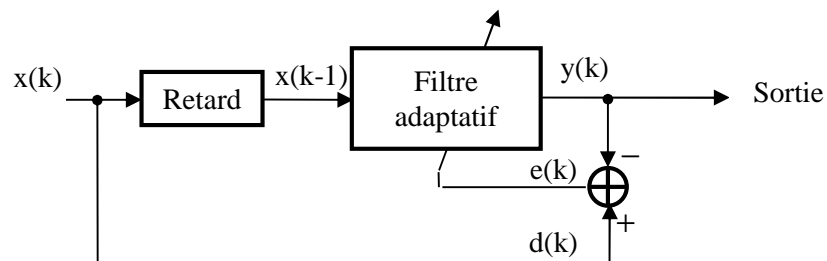 x(k)
Retard
x(k-1)
Filtre
adaptatif
y(k)
Sortie
−
e(k)
+
d(k)